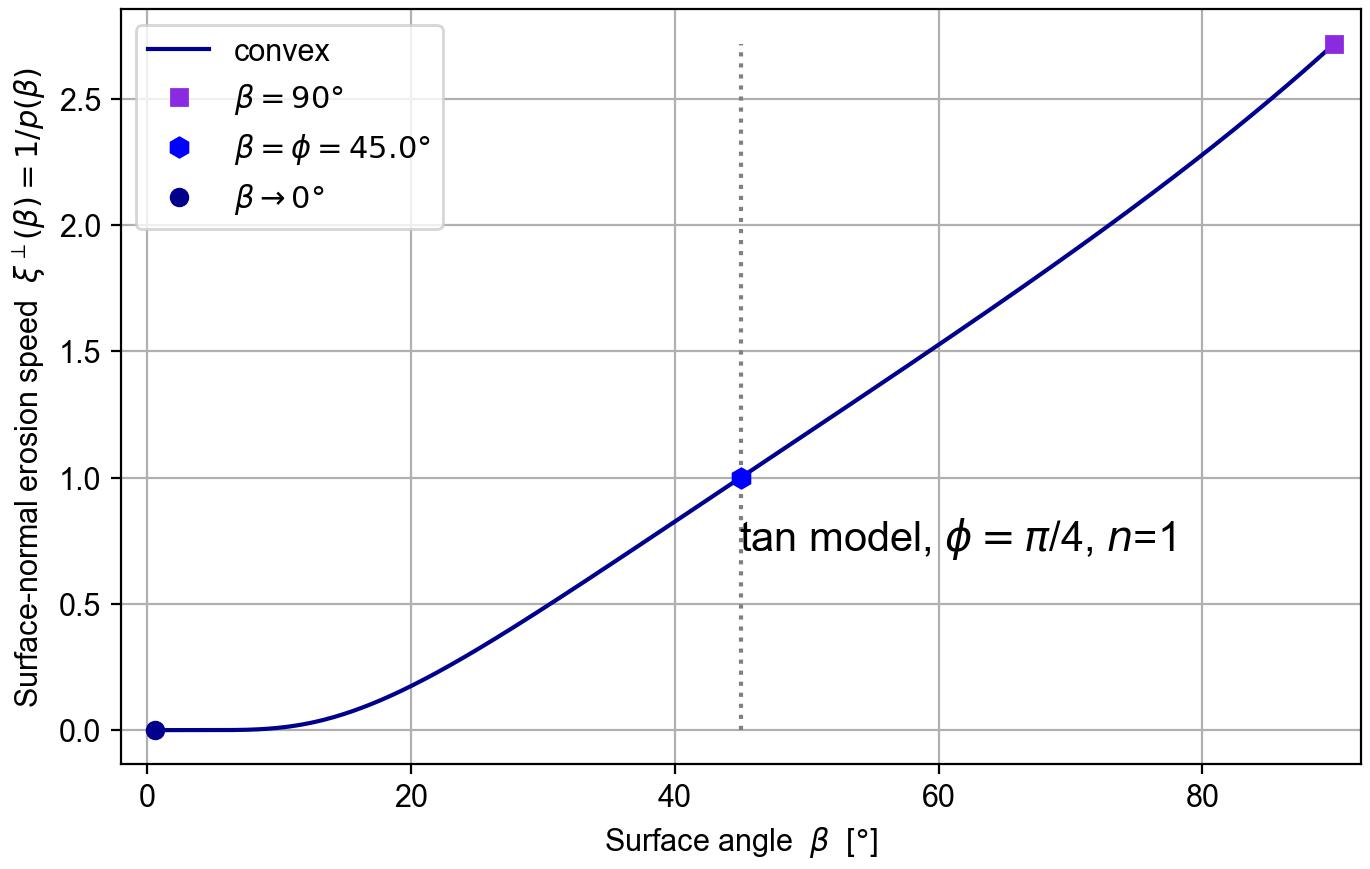 convex
β = 90°
β = ϕ = 45.0°
β → 0°
Surface-normal erosion speed ξ⊥(β) = 1/p(β)
2.5
2.0
1.5
1.0
0.5
0.0
tan model, ϕ = π/4, n=1
0 20 40 60 80
Surface angle β [°]